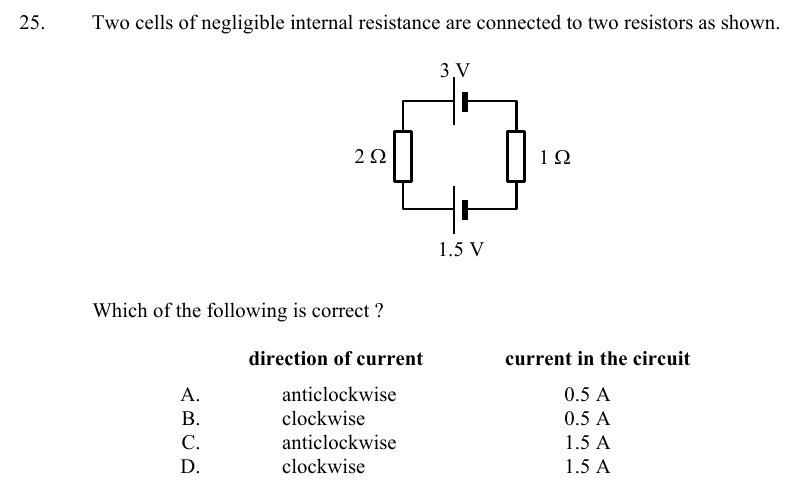 25. Two cells of negligible internal resistance are connected to two resistors as shown.
3 V
2 Ω 1 Ω
1.5 V
Which of the following is correct ?
direction of current current in the circuit
A. anticlockwise 0.5 A
B. clockwise 0.5 A
C. anticlockwise 1.5 A
D. clockwise 1.5 A